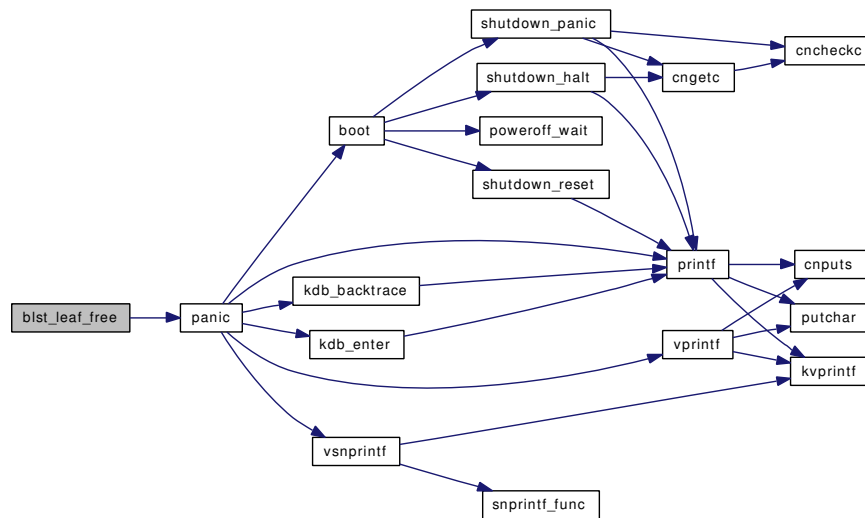 shutdown_panic
cncheckc
shutdown_halt
cngetc
boot
poweroff_wait
shutdown_reset
printf
cnputs
kdb_backtrace
blst_leaf_free
panic
putchar
kdb_enter
vprintf
kvprintf
vsnprintf
snprintf_func